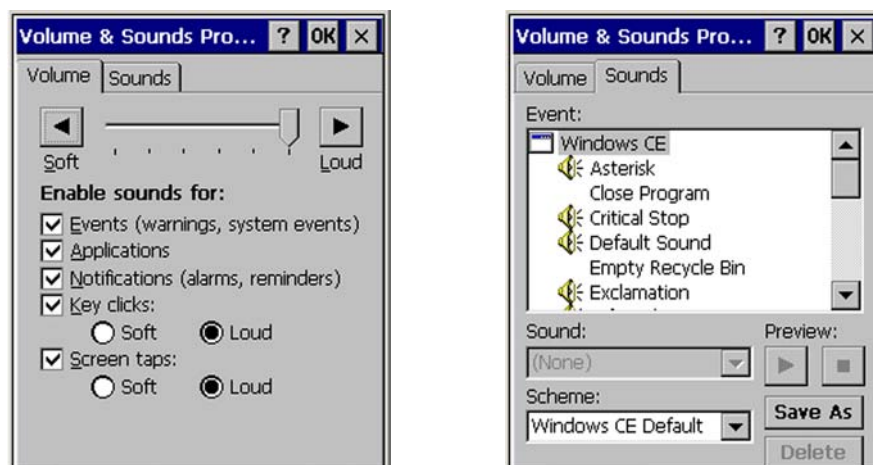 Volume & Sounds Pro... ? OK ×
Volume Sounds
Soft Loud
Enable sounds for:
Events (warnings, system events)
Applications
Notifications (alarms, reminders)
Key clicks:
Soft Loud
Screen taps:
Soft Loud
Volume & Sounds Pro... ? OK ×
Volume Sounds
Event:
Windows CE
Asterisk
Close Program
Critical Stop
Default Sound
Empty Recycle Bin
Exclamation
Sound: Preview:
(None)
Scheme:
Windows CE Default Save As
Delete